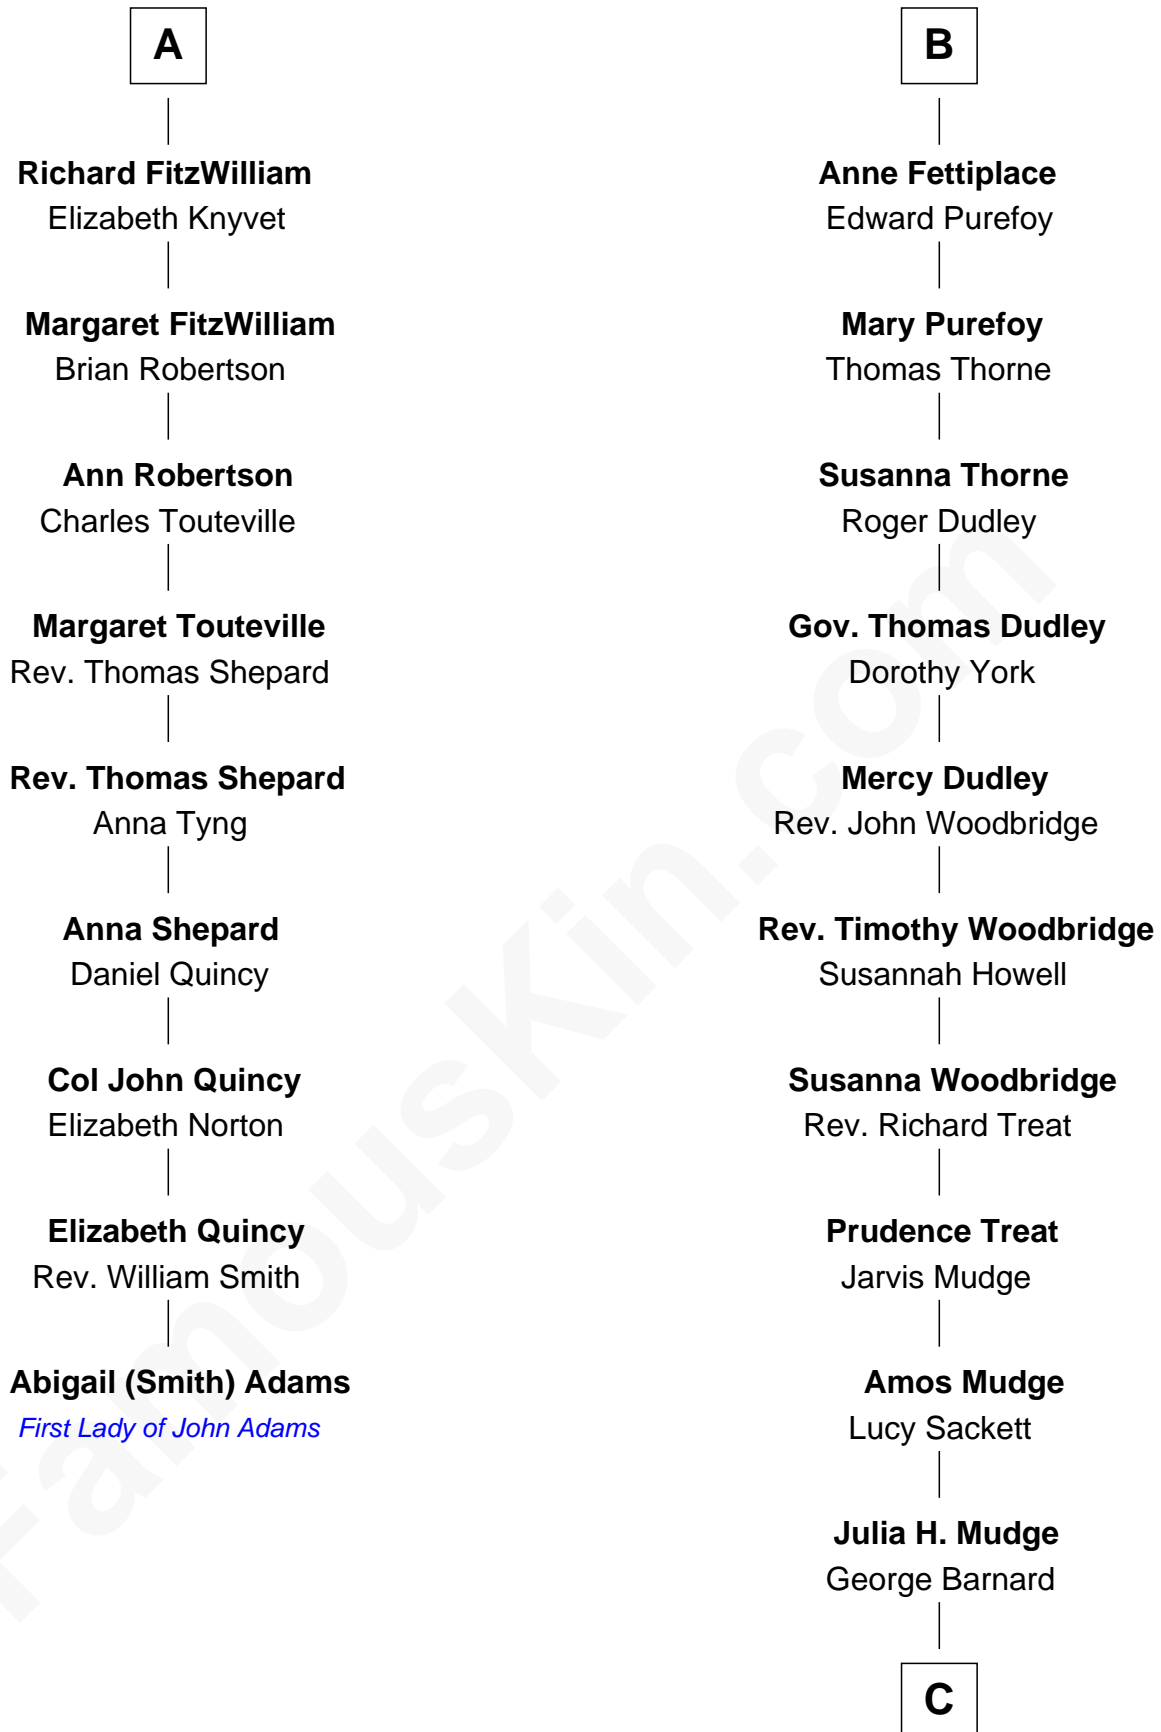 A
Richard FitzWilliam
Elizabeth Knyvet
Margaret FitzWilliam
Brian Robertson
Ann Robertson
Charles Touteville
Margaret Touteville
Rev. Thomas Shepard
Rev. Thomas Shepard
Anna Tyng
Anna Shepard
Daniel Quincy
Col John Quincy
Elizabeth Norton
Elizabeth Quincy
Rev. William Smith
Abigail (Smith) Adams
First Lady of John Adams
B
Anne Fettiplace
Edward Purefoy
Mary Purefoy
Thomas Thorne
Susanna Thorne
Roger Dudley
Gov. Thomas Dudley
Dorothy York
Mercy Dudley
Rev. John Woodbridge
Rev. Timothy Woodbridge
Susannah Howell
Susanna Woodbridge
Rev. Richard Treat
Prudence Treat
Jarvis Mudge
Amos Mudge
Lucy Sackett
Julia H. Mudge
George Barnard
C
FamousKin.com